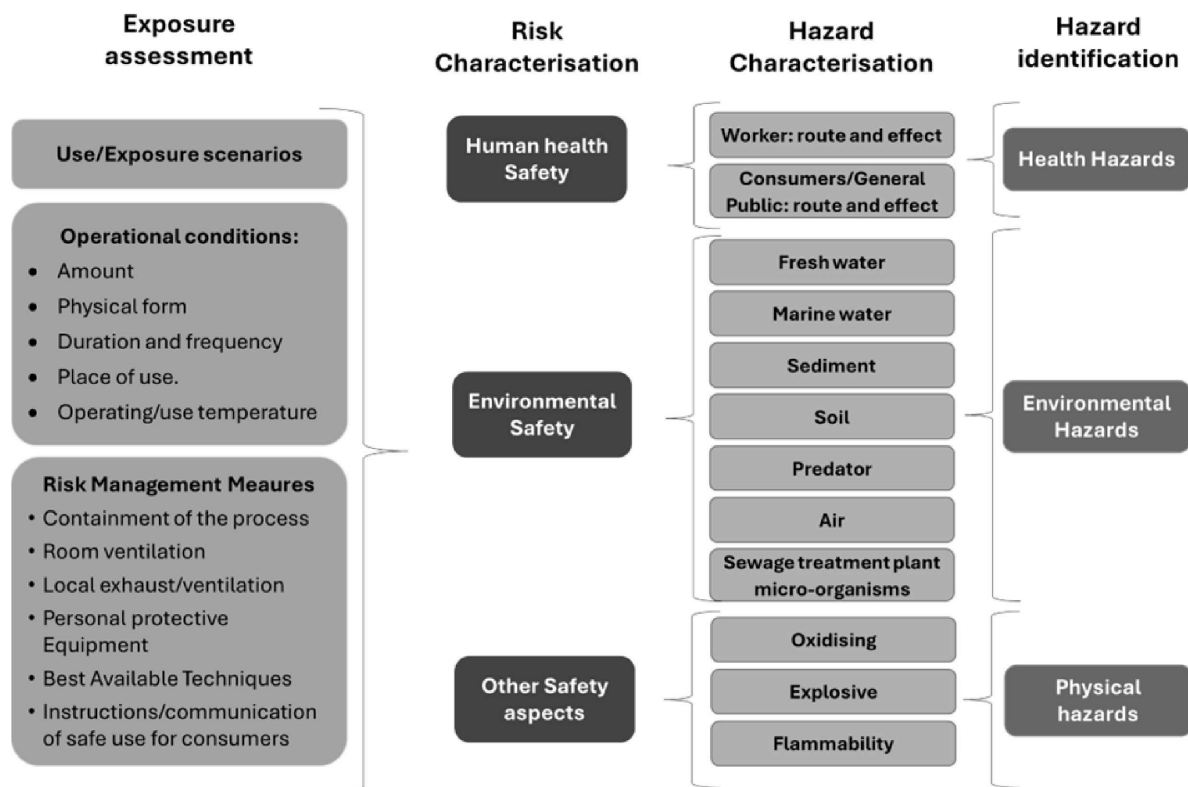 Exposure
assessment
Use/Exposure scenarios
Operational conditions:
• Amount
• Physical form
• Duration and frequency
• Place of use.
• Operating/use temperature
Risk Management Meaures
• Containment of the process
• Room ventilation
• Local exhaust/ventilation
• Personal protective
Equipment
• Best Available Techniques
• Instructions/communication
of safe use for consumers
Risk
Characterisation
Human health
Safety
Environmental
Safety
Other Safety
aspects
Hazard
Characterisation
Worker: route and effect
Consumers/General
Public: route and effect
Fresh water
Marine water
Sediment
Soil
Predator
Air
Sewage treatment plant
micro-organisms
Oxidising
Explosive
Flammability
Hazard
identification
Health Hazards
Environmental
Hazards
Physical
hazards